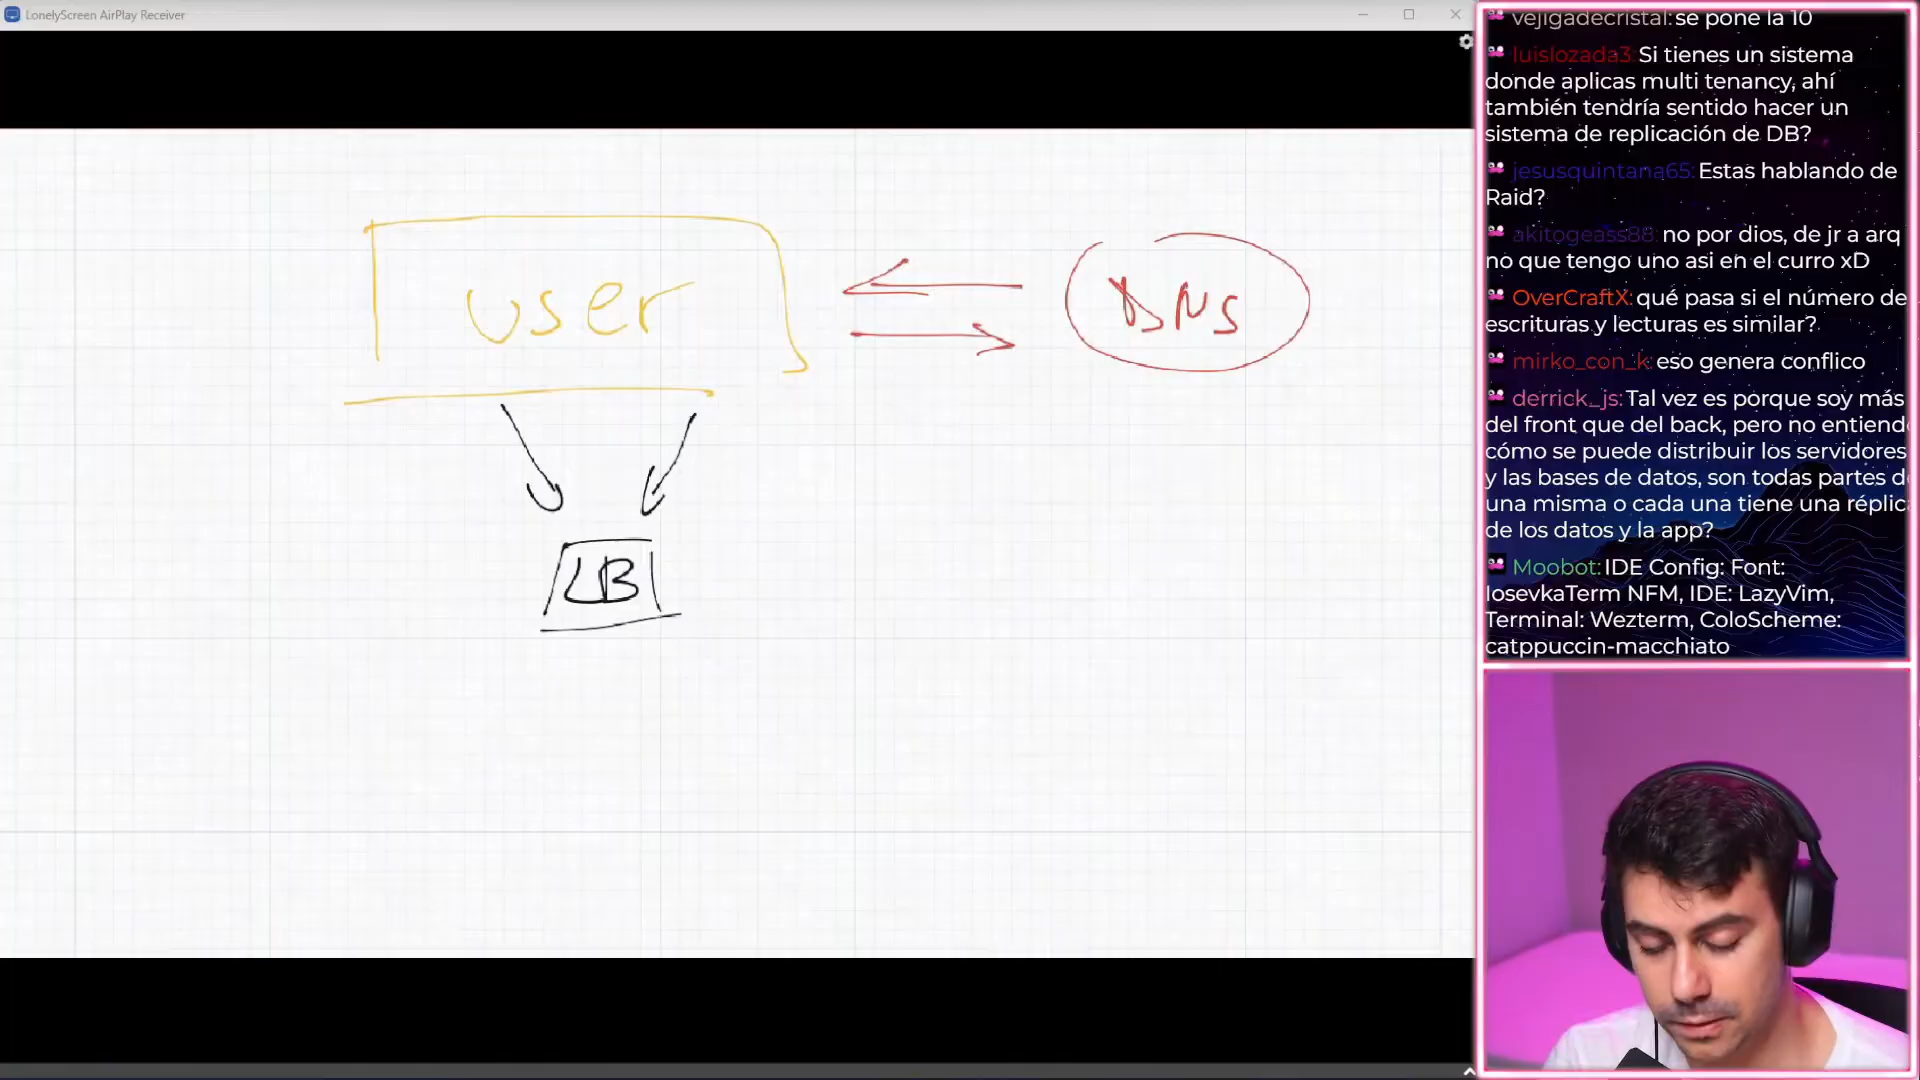 LonelyScreen AirPlay Receiver
user
DNS
LB
vejigadecristal: se pone la 10
luislozada3: Si tienes un sistema
donde aplicas multi tenancy, ahí
también tendría sentido hacer un
sistema de replicación de DB?
jesusquintana65: Estas hablando de
Raid?
akitogeass88: no por dios, de jr a arq
no que tengo uno asi en el curro xD
OverCraftX: qué pasa si el número de
escrituras y lecturas es similar?
mirko_con_k: eso genera conflico
derrick_js: Tal vez es porque soy más
del front que del back, pero no entiend
cómo se puede distribuir los servidores
y las bases de datos, son todas partes d
una misma o cada una tiene una réplic
de los datos y la app?
Moobot: IDE Config: Font:
IosevkaTerm NFM, IDE: LazyVim,
Terminal: Wezterm, ColoScheme:
catppuccin-macchiato